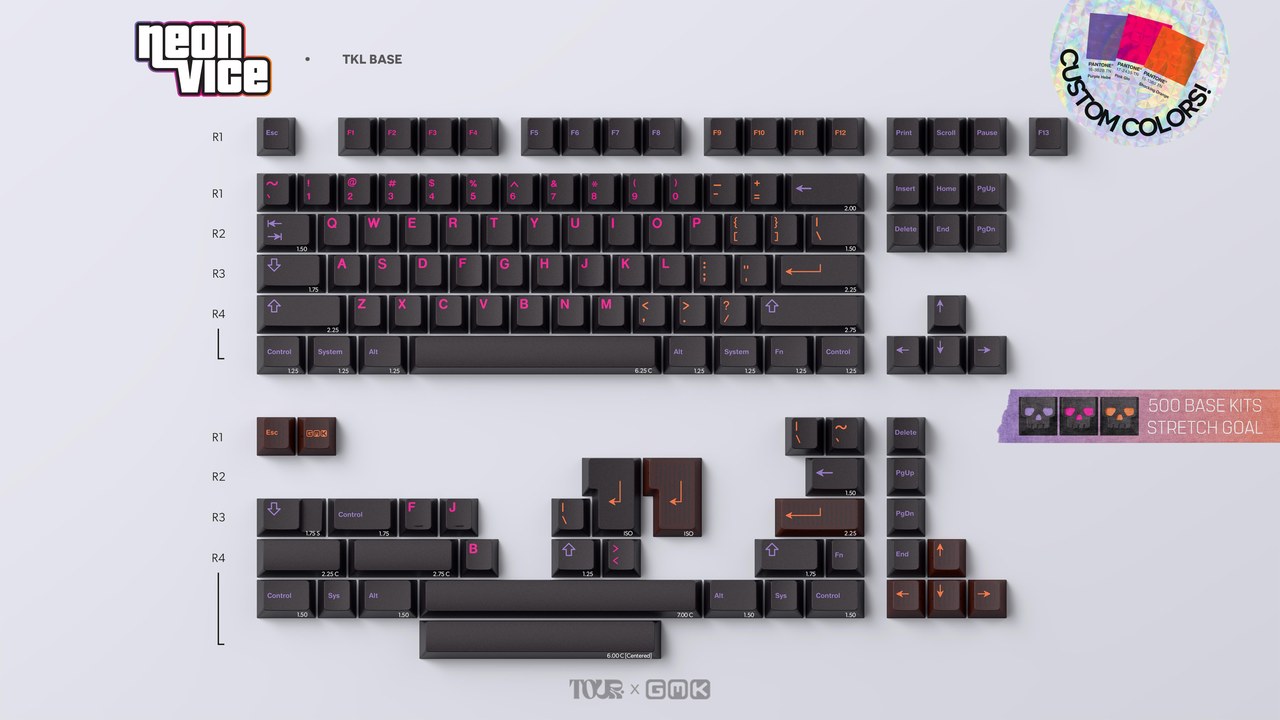 neon
VICE
• TKL BASE
PANTONE® PANTONE® PANTONE®
CUSTOM COLORS!
R1 Esc F1 F2 F3 F4 F5 F6 F7 F8 F9 F10 F11 F12 Print Scroll Pause F13
R1 ~ ` ! 1 @ 2 # 3 $ 4 % 5 ^ 6 & 7 * 8 ( 9 ) 0 _ - + = ← 2.00 Insert Home PgUp
R2 1.50 Q W E R T Y U I O P { [ } ] | \ 1.50 Delete End PgDn
R3 1.75 A S D F G H J K L : ; " ' 2.25
R4 2.25 Z X C V B N M < , > . ? / 2.75 ↑
Control 1.25 System 1.25 Alt 1.25 6.25 C Alt 1.25 System 1.25 Fn 1.25 Control 1.25 ← ↓ →
500 BASE KITS
STRETCH GOAL
R1 Esc GMK | \ ~ ` Delete
R2 ← 1.50 PgUp
R3 1.75 S Control 1.75 F J | \ ISO ISO 2.25 PgDn
R4 2.25 C 2.75 C B 1.25 > < 1.75 Fn End ↑
Control 1.50 Sys Alt 1.50 7.00 C Alt 1.50 Sys Control 1.50 ← ↓ →
6.00 C [Centered]
TOUR x GMK